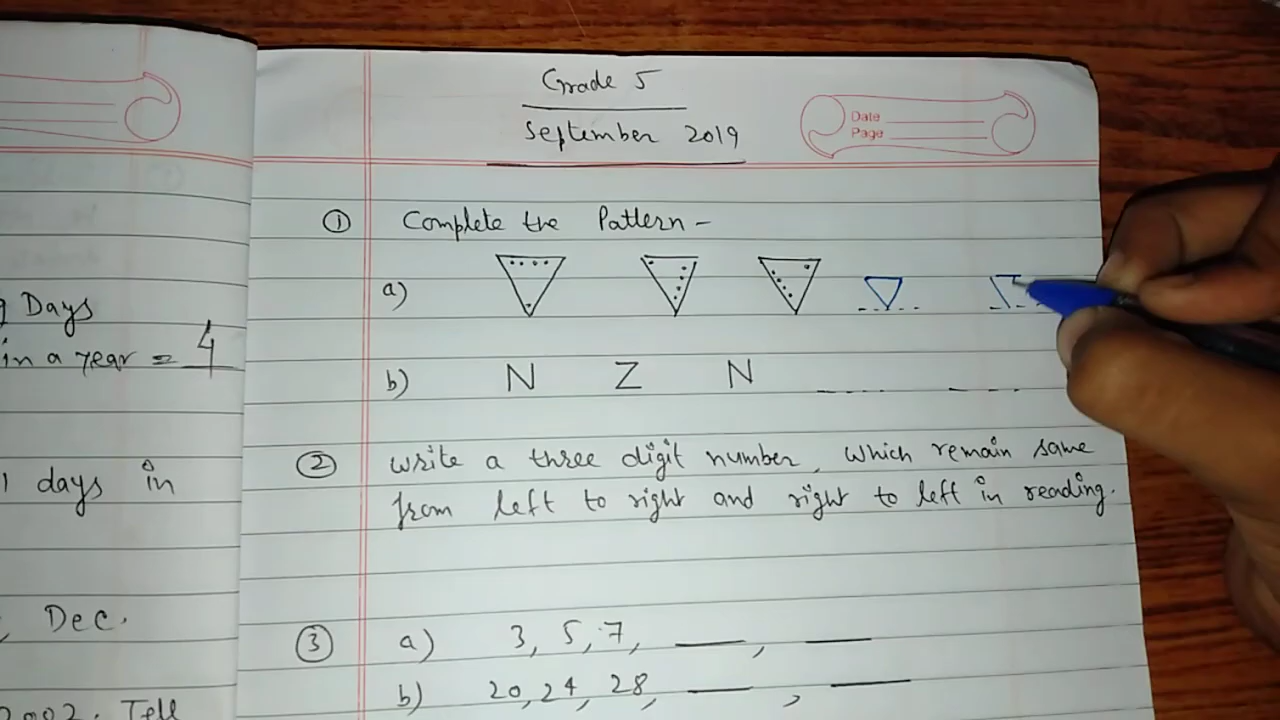 Grade 5
September 2019
Date
Page
① Complete the Pattern –
a)
b) N Z N
② Write a three digit number, which remain same
from left to right and right to left in reading.
③ a) 3, 5, 7,
b) 20, 24, 28,
Days
in a year = 4
days in
Dec.
2002. Tell